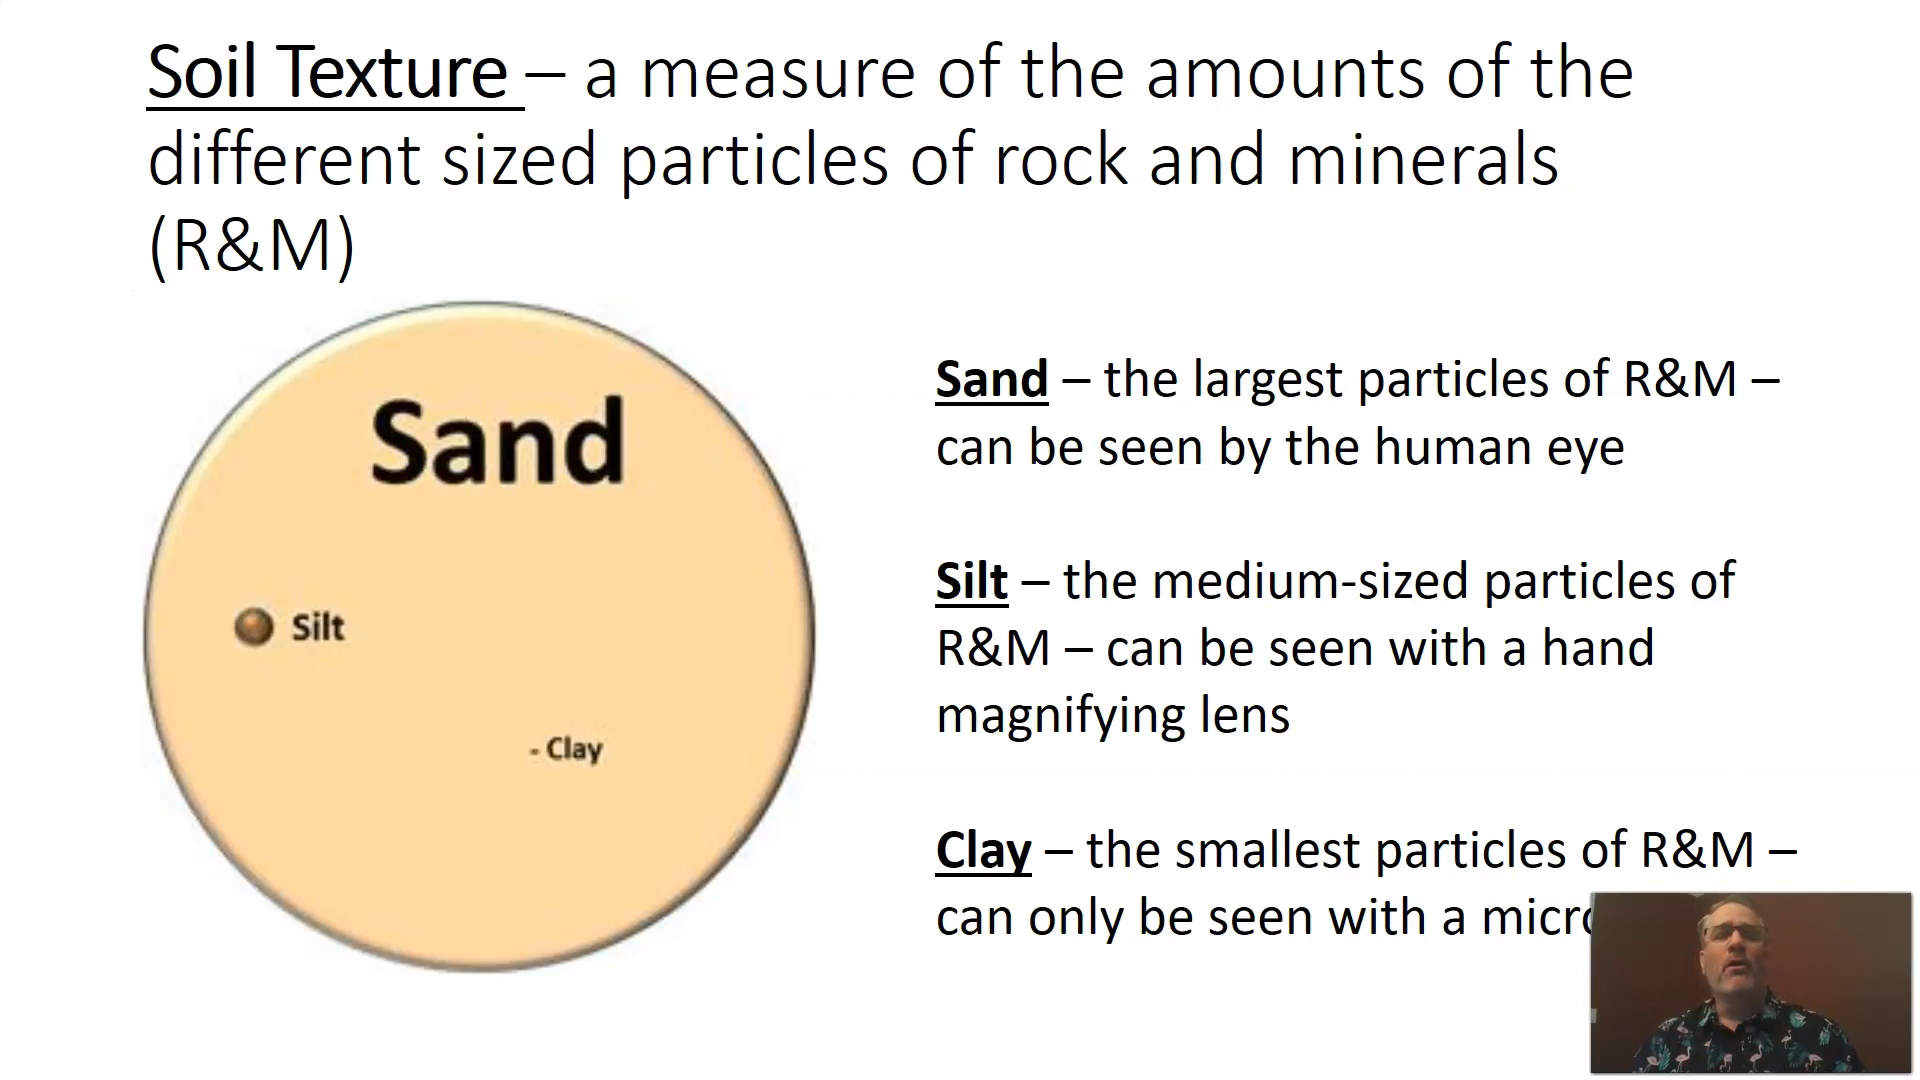 Soil Texture – a measure of the amounts of the
different sized particles of rock and minerals
(R&M)
Sand
Silt
- Clay
Sand – the largest particles of R&M –
can be seen by the human eye
Silt – the medium-sized particles of
R&M – can be seen with a hand
magnifying lens
Clay – the smallest particles of R&M –
can only be seen with a